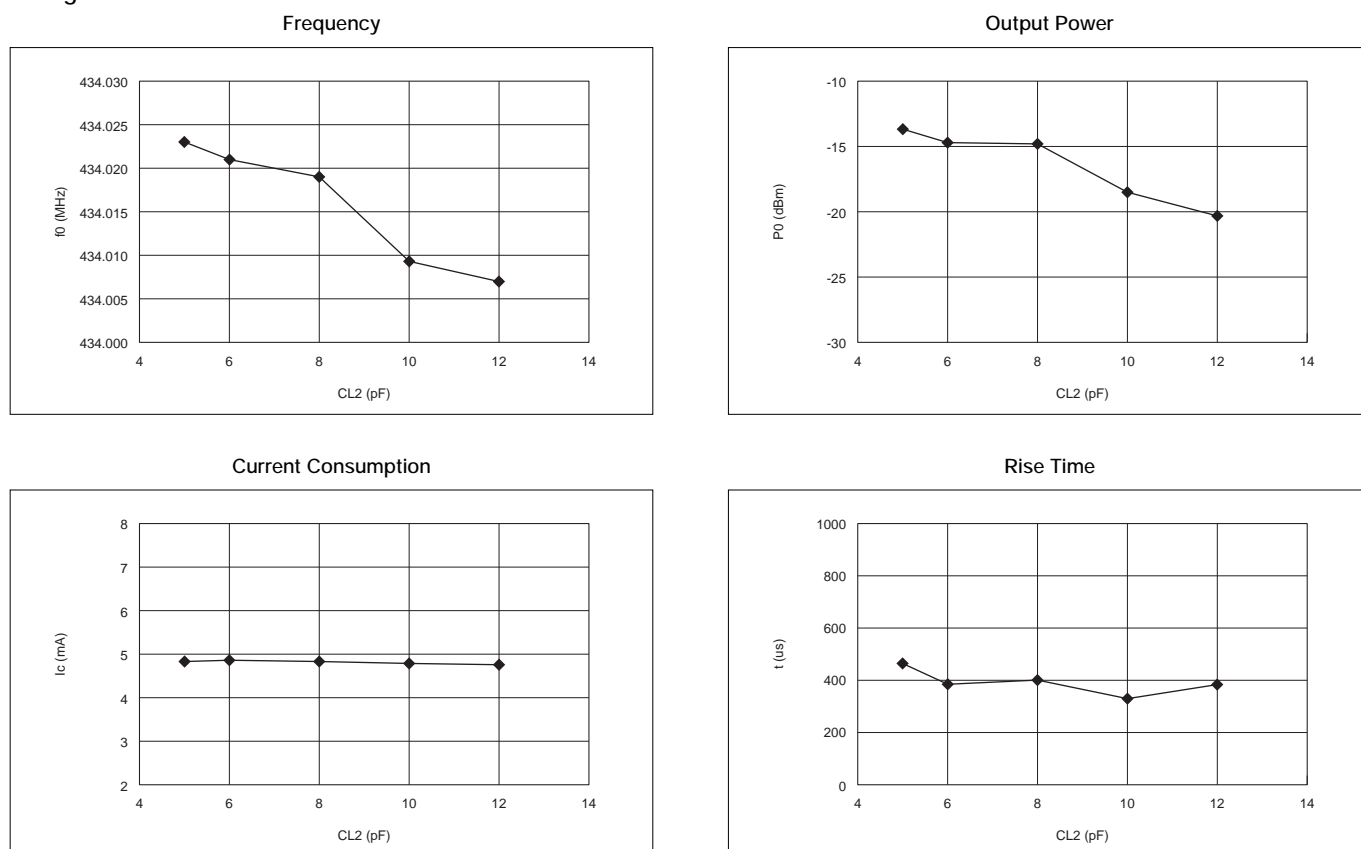 Frequency
434.030
434.025
434.020
434.015
434.010
434.005
434.000
f0 (MHz)
4 6 8 10 12 14
CL2 (pF)
Output Power
-10
-15
-20
-25
-30
P0 (dBm)
4 6 8 10 12 14
CL2 (pF)
Current Consumption
8
7
6
5
4
3
2
Ic (mA)
4 6 8 10 12 14
CL2 (pF)
Rise Time
1000
800
600
400
200
0
t (us)
4 6 8 10 12 14
CL2 (pF)